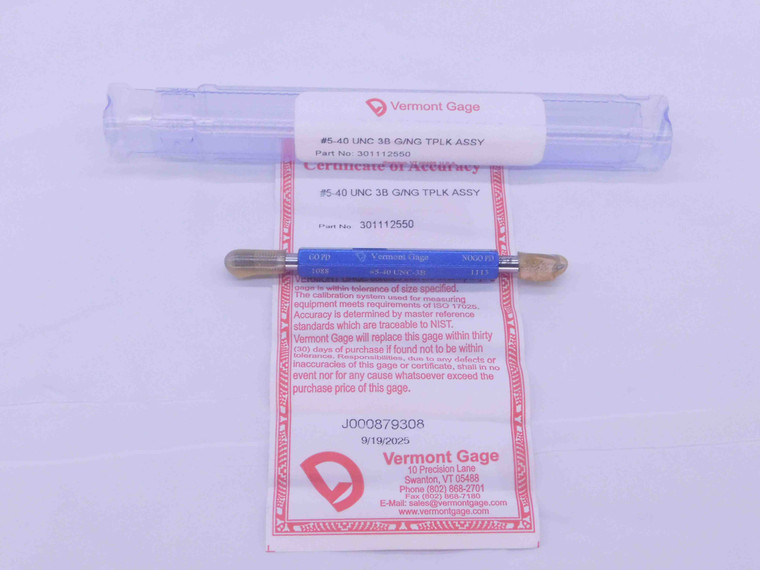 Vermont Gage
#5-40 UNC 3B G/NG TPLK ASSY
Part No: 301112550
Certificate of Accuracy
#5-40 UNC 3B G/NG TPLK ASSY
Part No 301112550
GO PD Vermont Gage NOGO PD
1088 #5-40 UNC-3B 1113
gage is within tolerance of size specified.
The calibration system used for measuring
equipment meets requirements of ISO 17025.
Accuracy is determined by master reference
standards which are traceable to NIST.
Vermont Gage will replace this gage within thirty
(30) days of purchase if found not to be within
tolerance. Responsibilities, due to any defects or
inaccuracies of this gage or certificate, shall in no
event nor for any cause whatsoever exceed the
purchase price of this gage.
J000879308
9/19/2025
Vermont Gage
10 Precision Lane
Swanton, VT 05488
Phone (802) 868-2701
Fax (802) 868-7180
E-Mail: sales@vermontgage.com
www.vermontgage.com